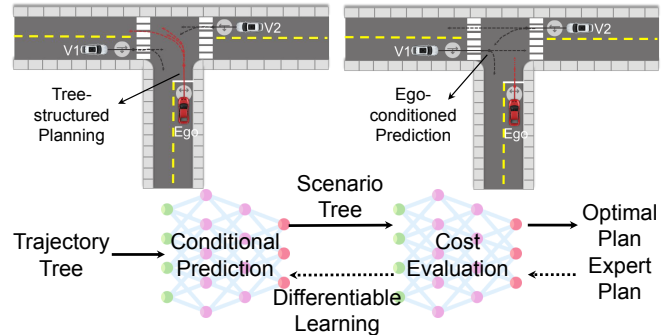 V1
V2
Tree-
structured
Planning
Ego
V1
V2
Ego-
conditioned
Prediction
Ego
Trajectory
Tree
Conditional
Prediction
Scenario
Tree
Differentiable
Learning
Cost
Evaluation
Optimal
Plan
Expert
Plan